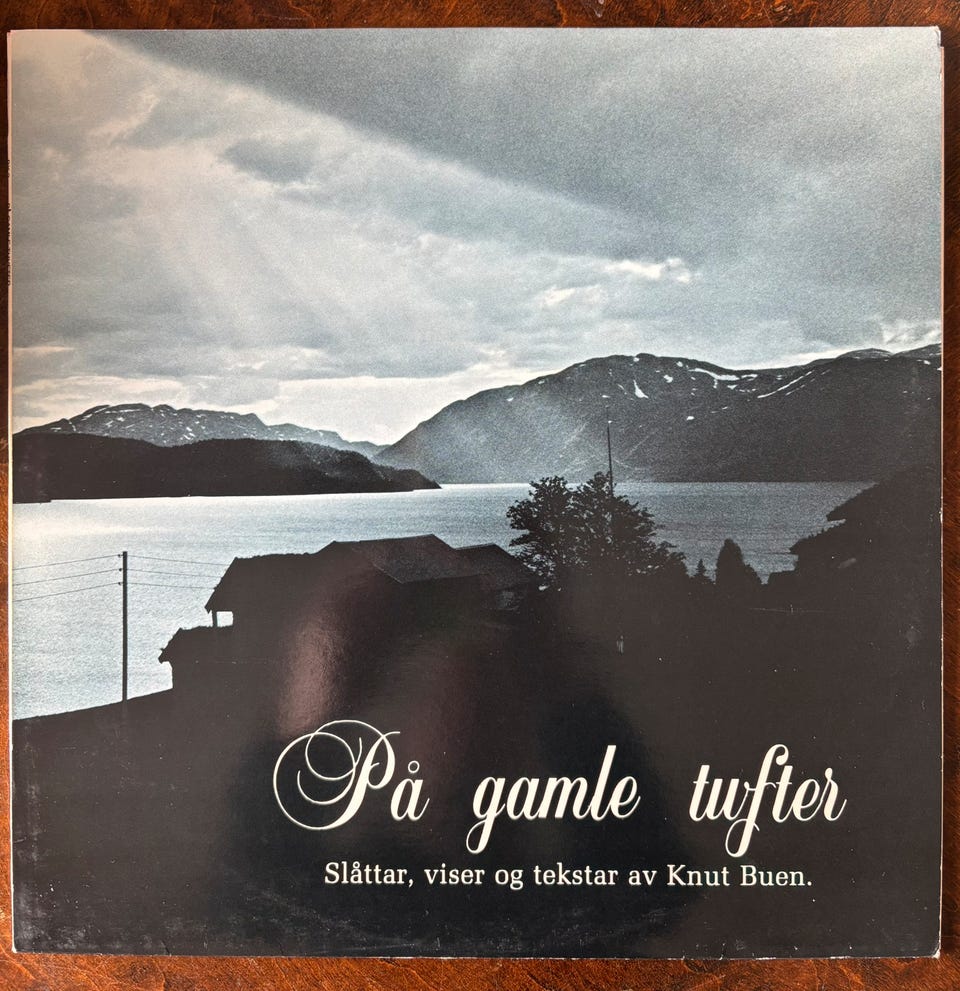 På gamle tufter
Slåttar, viser og tekstar av Knut Buen.